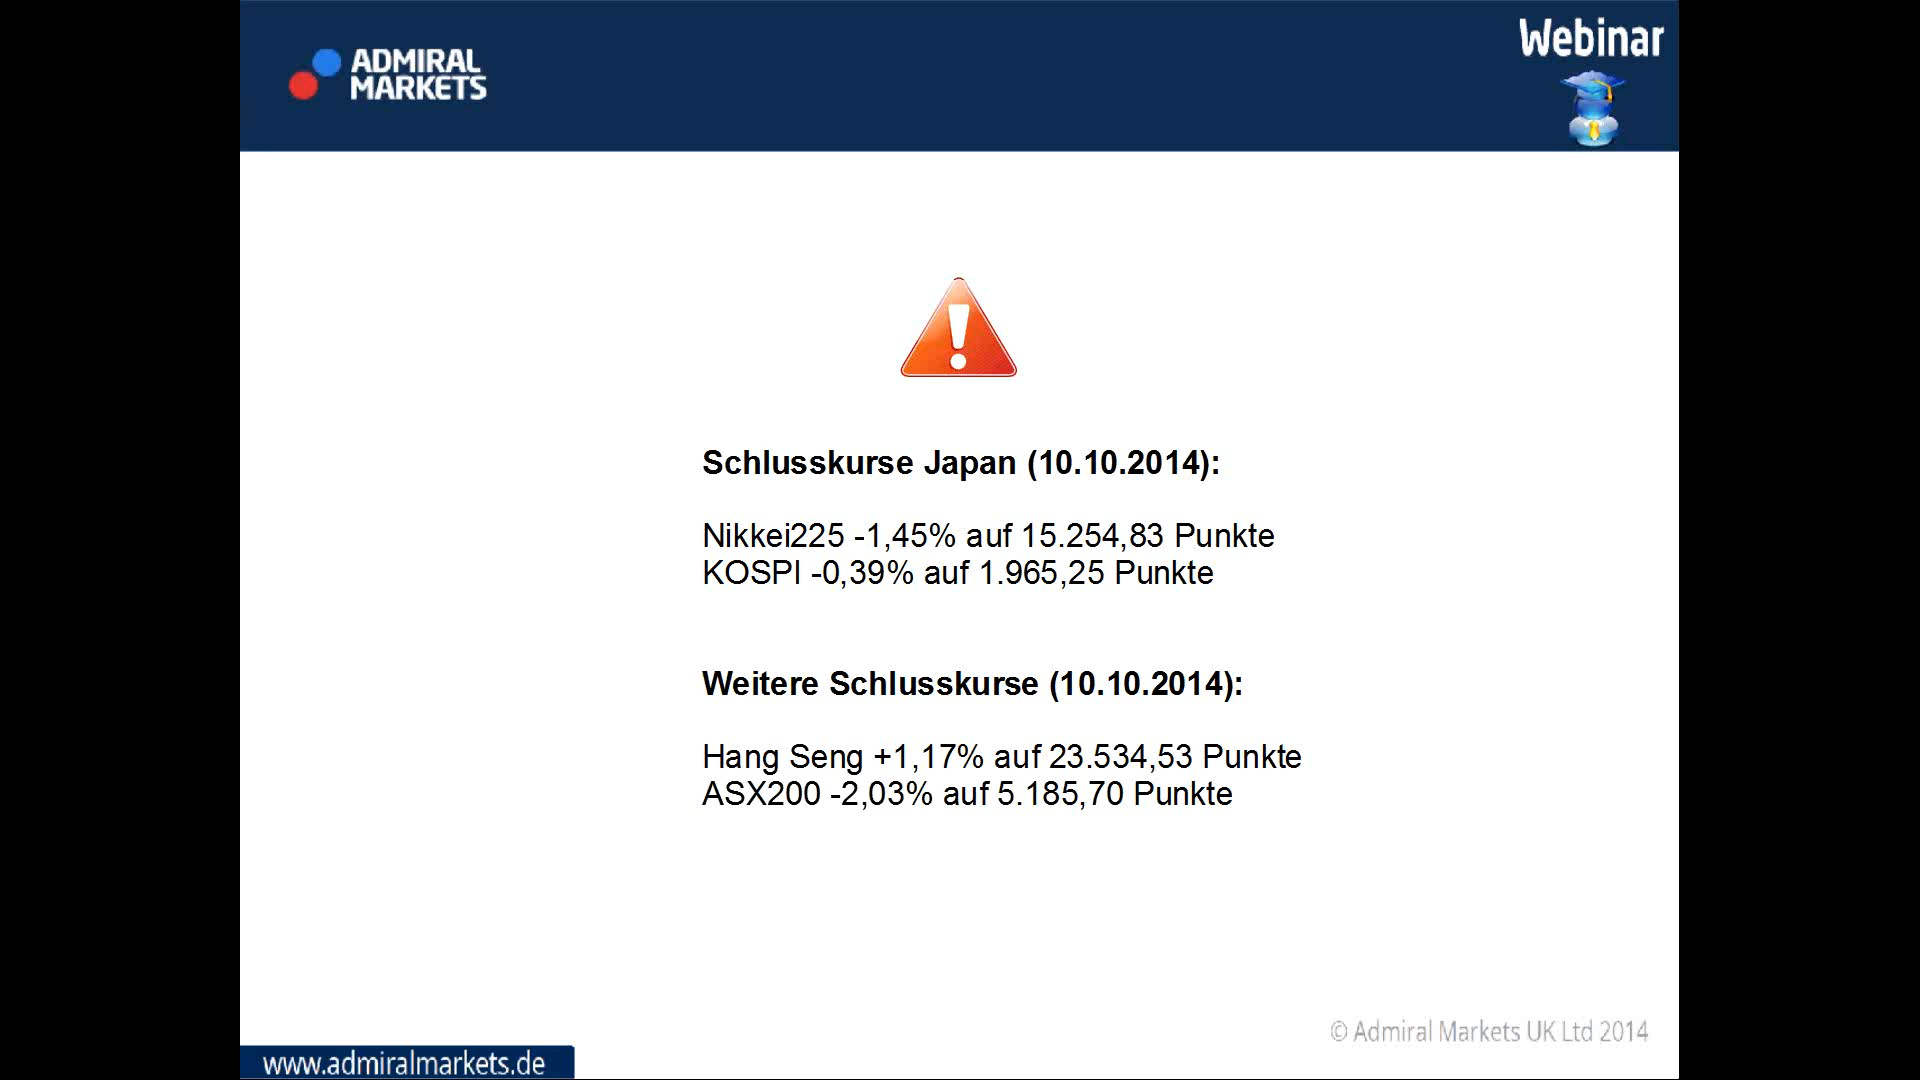 ADMIRAL
MARKETS
Webinar
Schlusskurse Japan (10.10.2014):
Nikkei225 -1,45% auf 15.254,83 Punkte
KOSPI -0,39% auf 1.965,25 Punkte
Weitere Schlusskurse (10.10.2014):
Hang Seng +1,17% auf 23.534,53 Punkte
ASX200 -2,03% auf 5.185,70 Punkte
© Admiral Markets UK Ltd 2014
www.admiralmarkets.de